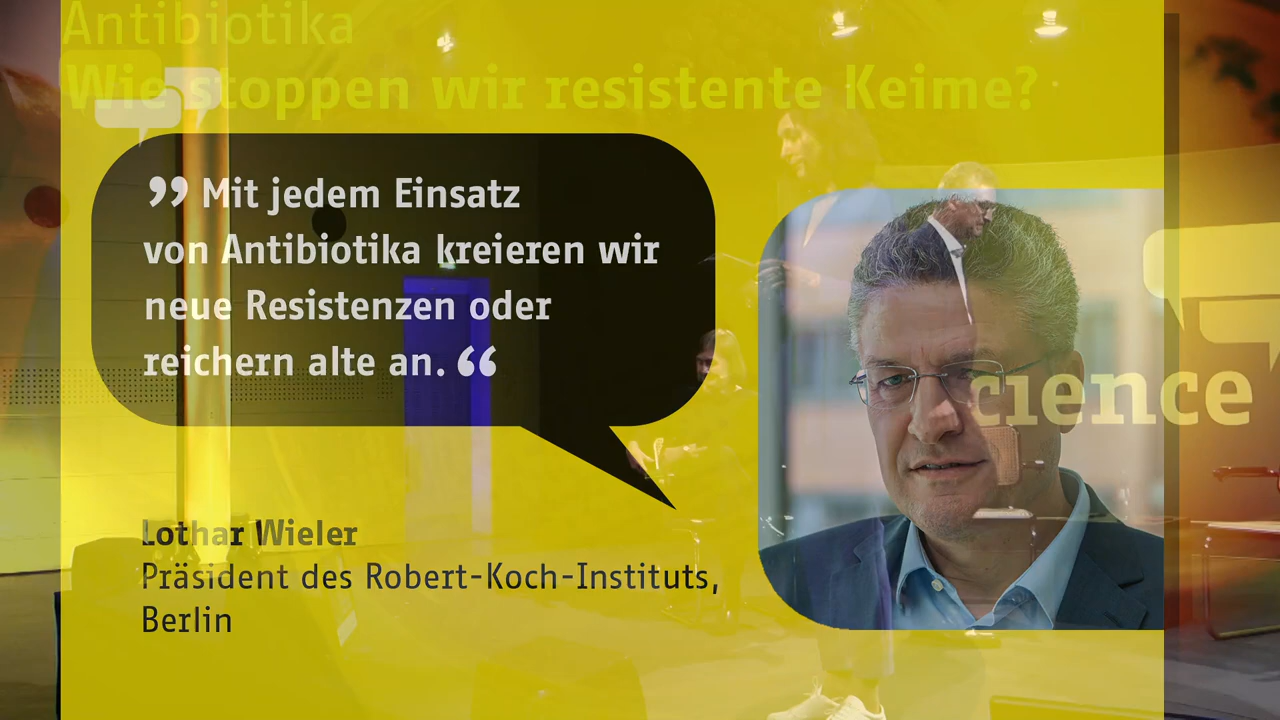 Antibiotika
Wie stoppen wir resistente Keime?
❜❜ Mit jedem Einsatz
von Antibiotika kreieren wir
neue Resistenzen oder
reichern alte an. ❛❛
cience
Lothar Wieler
Präsident des Robert-Koch-Instituts,
Berlin